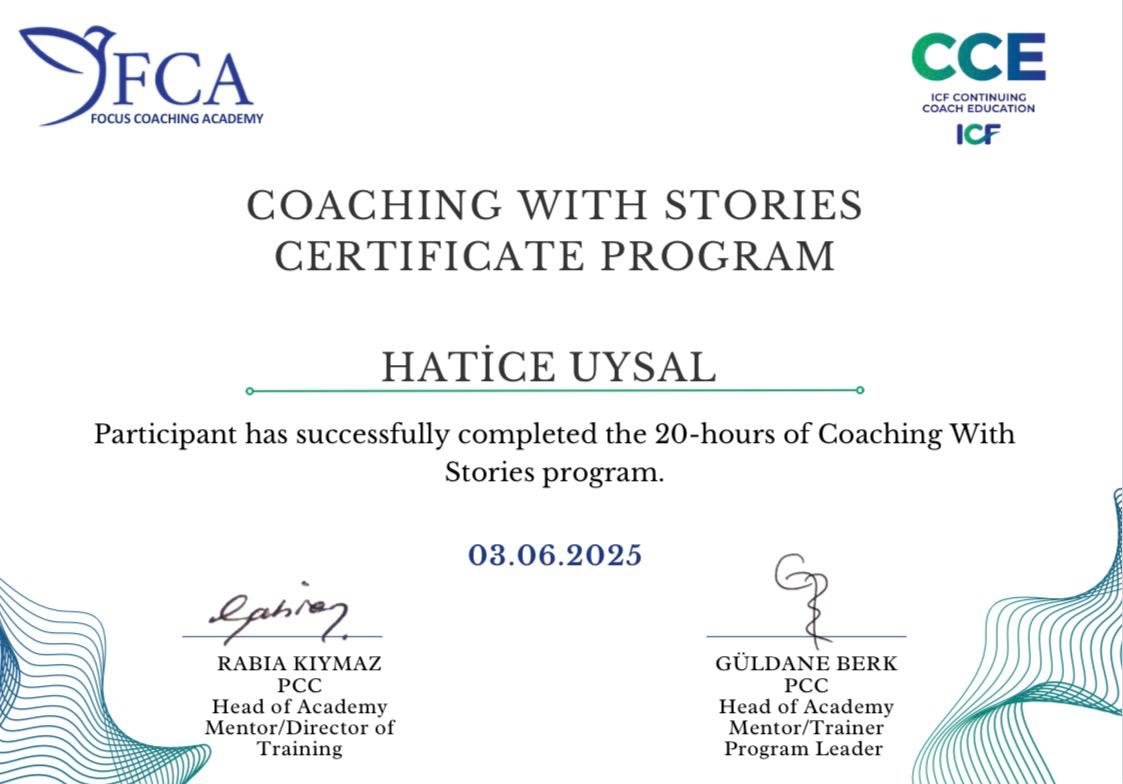 FCA
FOCUS COACHING ACADEMY
CCE
ICF CONTINUING
COACH EDUCATION
ICF
COACHING WITH STORIES
CERTIFICATE PROGRAM
HATİCE UYSAL
Participant has successfully completed the 20-hours of Coaching With
Stories program.
03.06.2025
RABIA KIYMAZ
PCC
Head of Academy
Mentor/Director of
Training
GÜLDANE BERK
PCC
Head of Academy
Mentor/Trainer
Program Leader